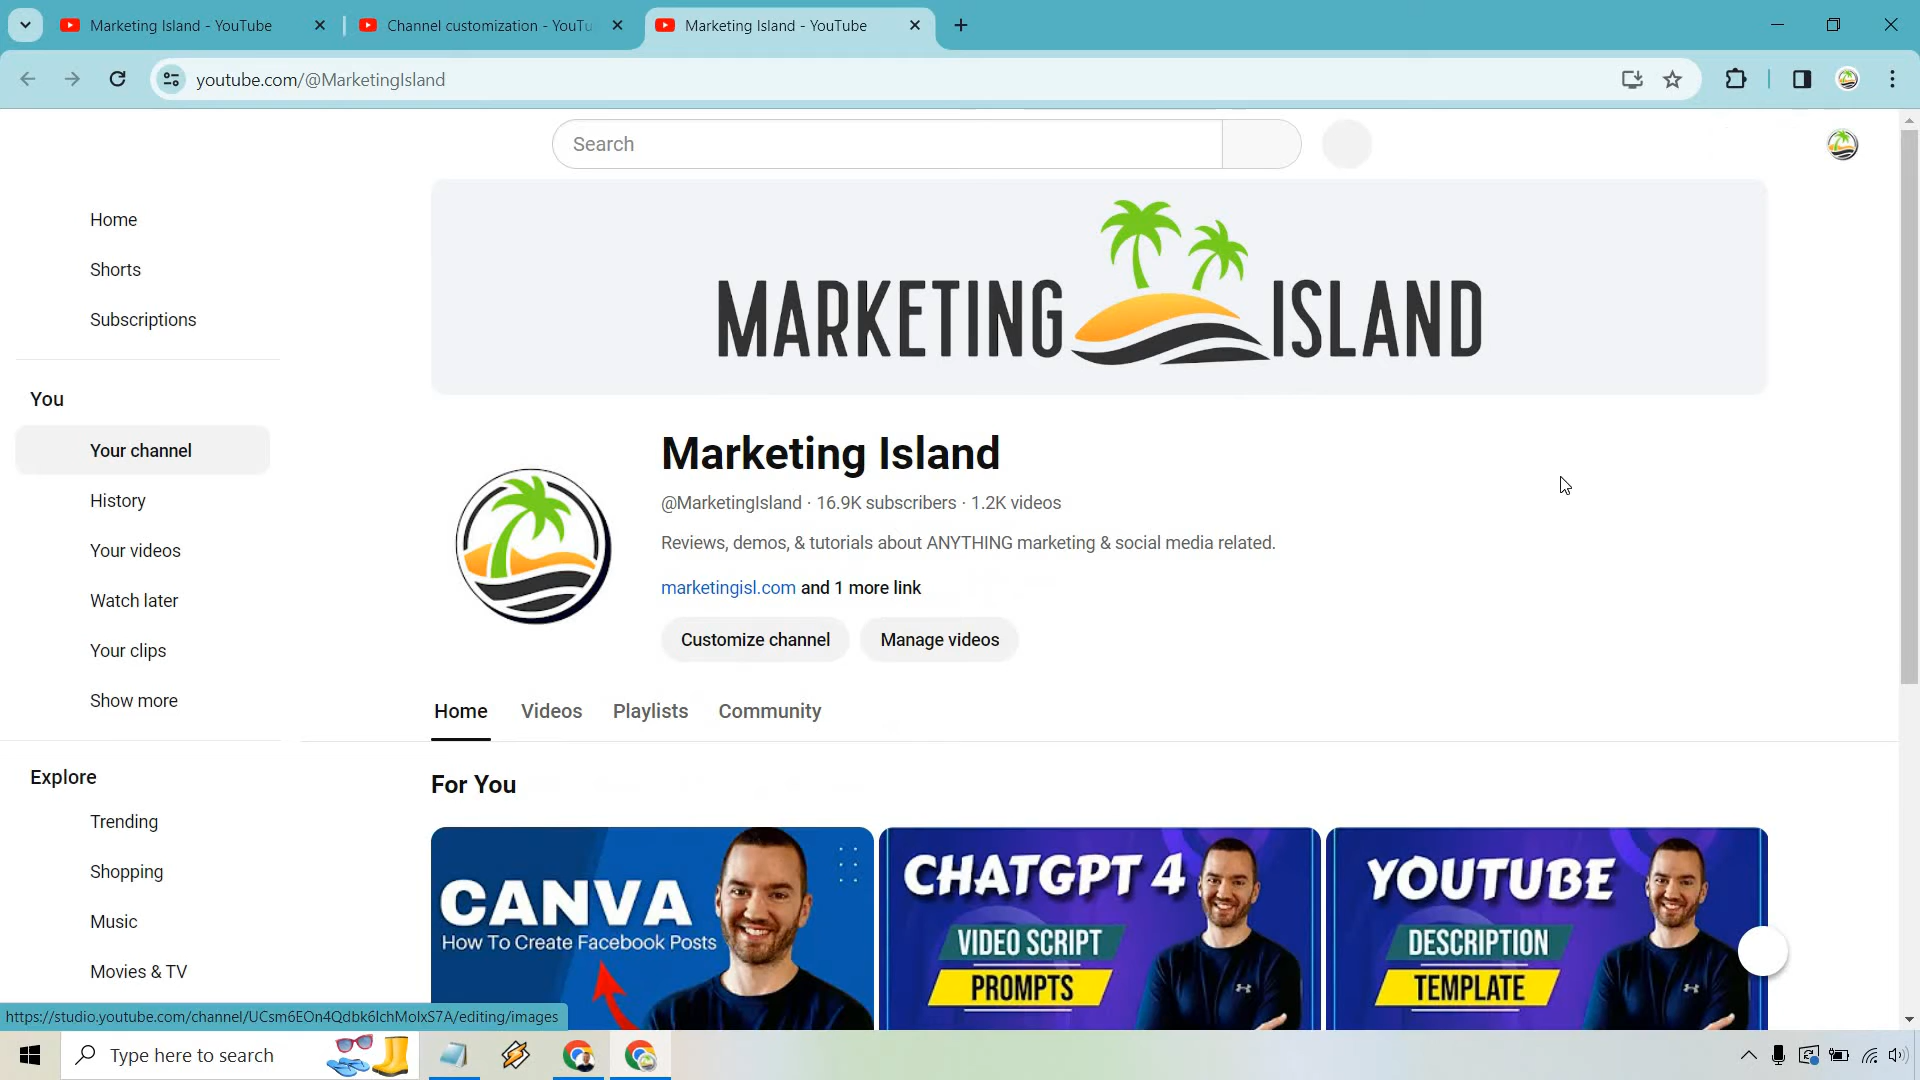 Marketing Island - YouTube
Channel customization - YouTu
Marketing Island - YouTube
youtube.com/@MarketingIsland
Search
Home
Shorts
Subscriptions
You
Your channel
History
Your videos
Watch later
Your clips
Show more
Explore
Trending
Shopping
Music
Movies & TV
MARKETING ISLAND
Marketing Island
@MarketingIsland · 16.9K subscribers · 1.2K videos
Reviews, demos, & tutorials about ANYTHING marketing & social media related.
marketingisl.com and 1 more link
Customize channel
Manage videos
Home Videos Playlists Community
For You
CANVA
How To Create Facebook Posts
CHATGPT 4
VIDEO SCRIPT
PROMPTS
YOUTUBE
DESCRIPTION
TEMPLATE
https://studio.youtube.com/channel/UCsm6EOn4Qdbk6IchMolxS7A/editing/images
Type here to search